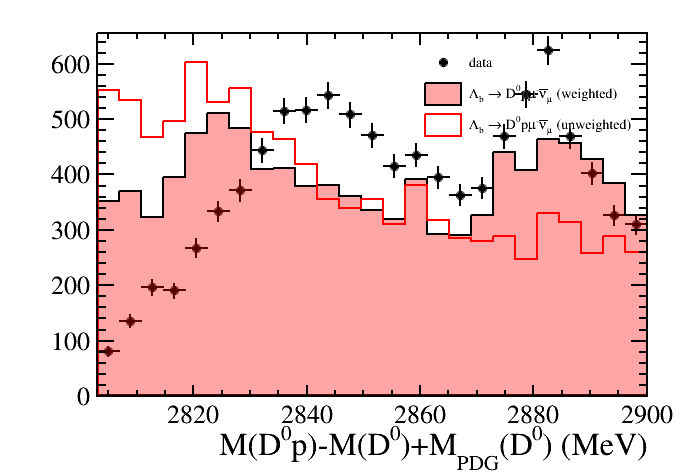 600
500
400
300
200
100
0
data
Λb → D0pμ- ν̄μ (weighted)
Λb → D0pμ- ν̄μ (unweighted)
2820 2840 2860 2880 2900
M(D0p)-M(D0)+MPDG(D0) (MeV)